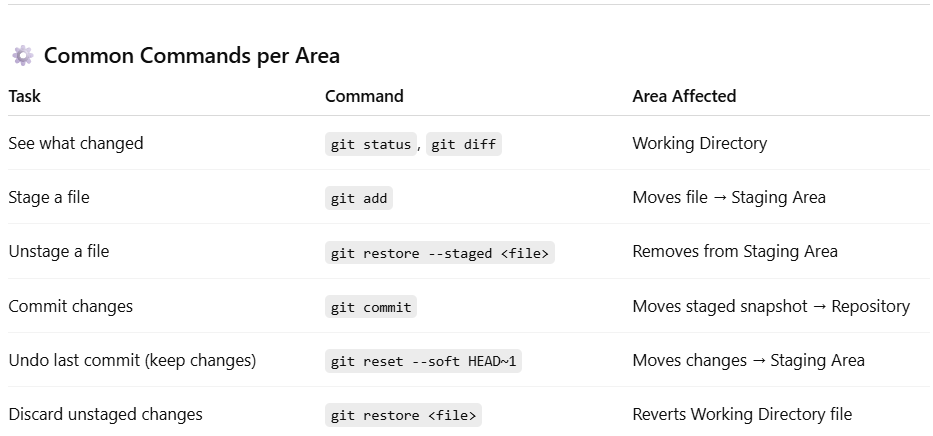 Common Commands per Area
Task Command Area Affected
See what changed git status, git diff Working Directory
Stage a file git add Moves file → Staging Area
Unstage a file git restore --staged <file> Removes from Staging Area
Commit changes git commit Moves staged snapshot → Repository
Undo last commit (keep changes) git reset --soft HEAD~1 Moves changes → Staging Area
Discard unstaged changes git restore <file> Reverts Working Directory file